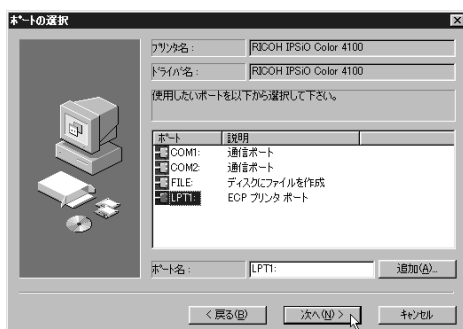 ﾎﾟｰﾄの選択
ﾌﾟﾘﾝﾀ名： RICOH IPSiO Color 4100
ﾄﾞﾗｲﾊﾞ名： RICOH IPSiO Color 4100
使用したいポートを以下から選択して下さい。
ﾎﾟｰﾄ 説明
COM1: 通信ポート
COM2: 通信ポート
FILE: ディスクにファイルを作成
LPT1: ECP プリンタ ポート
ﾎﾟｰﾄ名： LPT1: 追加(A)...
< 戻る(B) 次へ(N) > ｷｬﾝｾﾙ